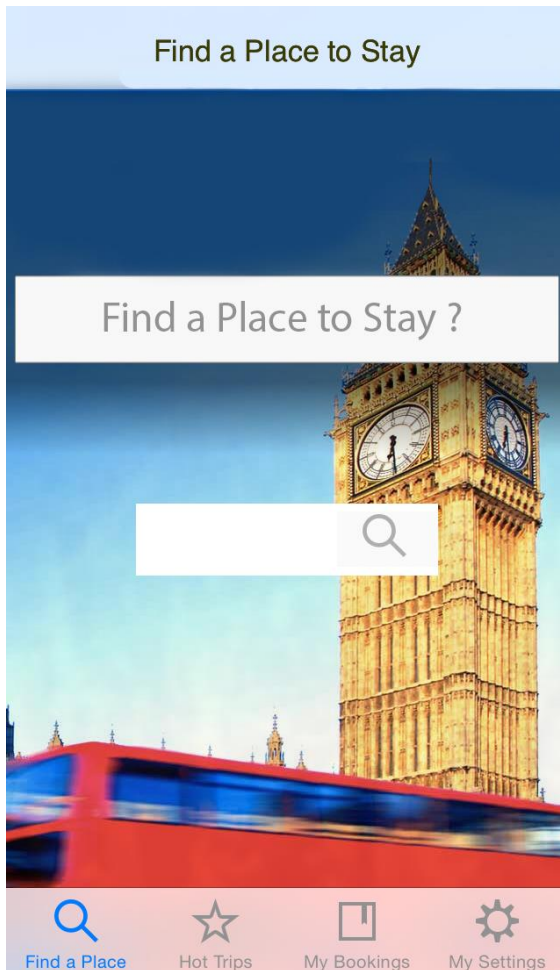 Find a Place to Stay
Find a Place to Stay ?
Find a Place
Hot Trips
My Bookings
My Settings